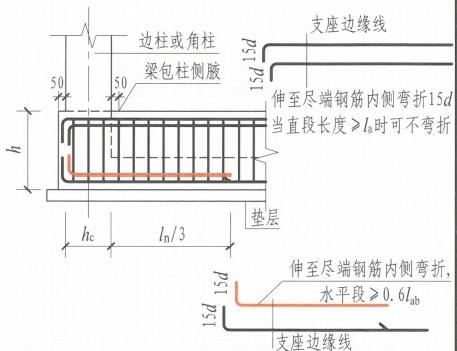 支座边缘线
边柱或角柱
15d
梁包柱侧腋
15d
50
50
伸至尽端钢筋内侧弯折15d
当直段长度≥la时可不弯折
h
垫层
hc
ln/3
伸至尽端钢筋内侧弯折,
15d
水平段≥0.6lab
15d
支座边缘线